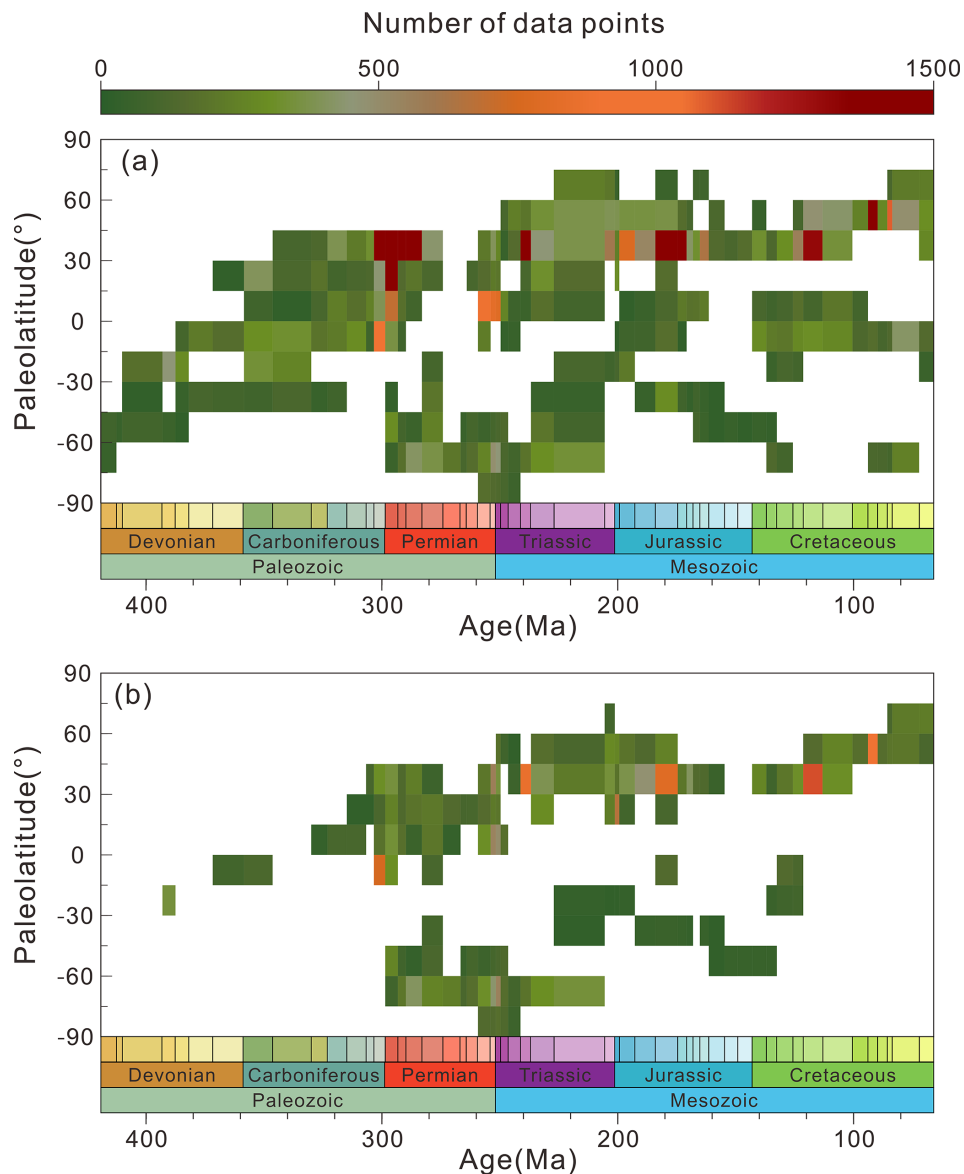 Number of data points
0 500 1000 1500
(a)
Paleolatitude(°)
90
60
30
0
-30
-60
-90
Devonian Carboniferous Permian Triassic Jurassic Cretaceous
Paleozoic Mesozoic
400 300 200 100
Age(Ma)
(b)
Paleolatitude(°)
90
60
30
0
-30
-60
-90
Devonian Carboniferous Permian Triassic Jurassic Cretaceous
Paleozoic Mesozoic
400 300 200 100
Age(Ma)